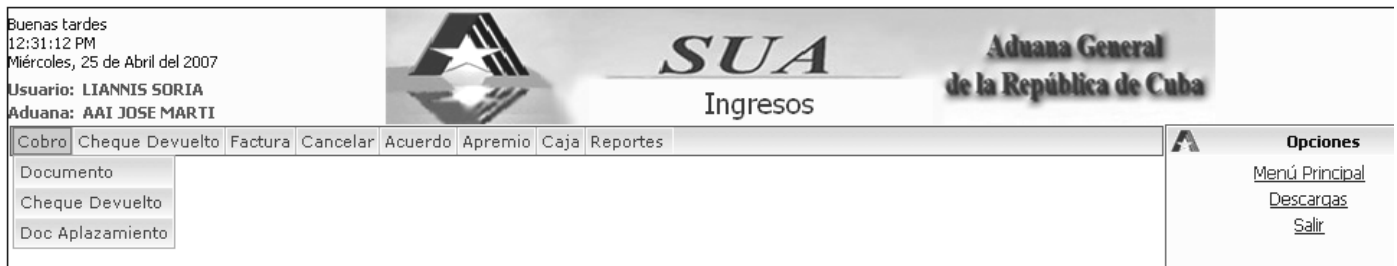 Buenas tardes
12:31:12 PM
Miércoles, 25 de Abril del 2007
Usuario: LIANNIS SORIA
Aduana: AAI JOSE MARTI
SUA
Ingresos
Aduana General
de la República de Cuba
Cobro Cheque Devuelto Factura Cancelar Acuerdo Apremio Caja Reportes
Documento
Cheque Devuelto
Doc Aplazamiento
Opciones
Menú Principal
Descargas
Salir